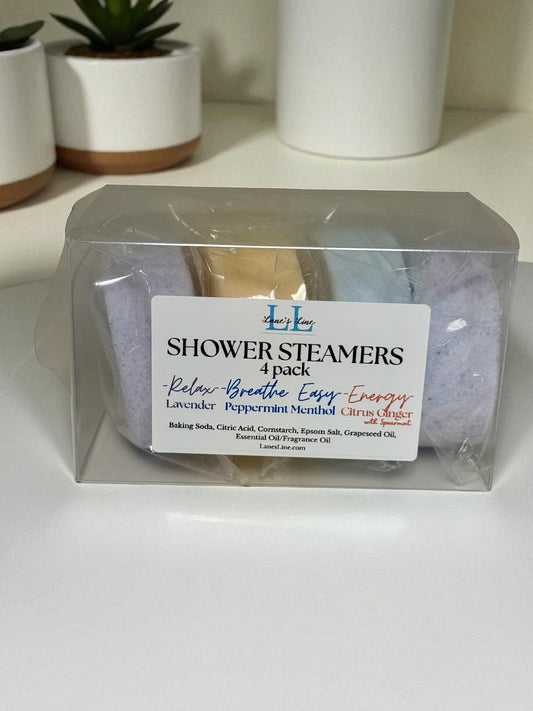 LL
Lane's Line
SHOWER STEAMERS
4 pack
-Relax- -Breathe Easy- -Energy
Lavender Peppermint Menthol Citrus Ginger
with Spearmint
Baking Soda, Citric Acid, Cornstarch, Epsom Salt, Grapeseed Oil,
Essential Oil/Fragrance Oil
LanesLine.com